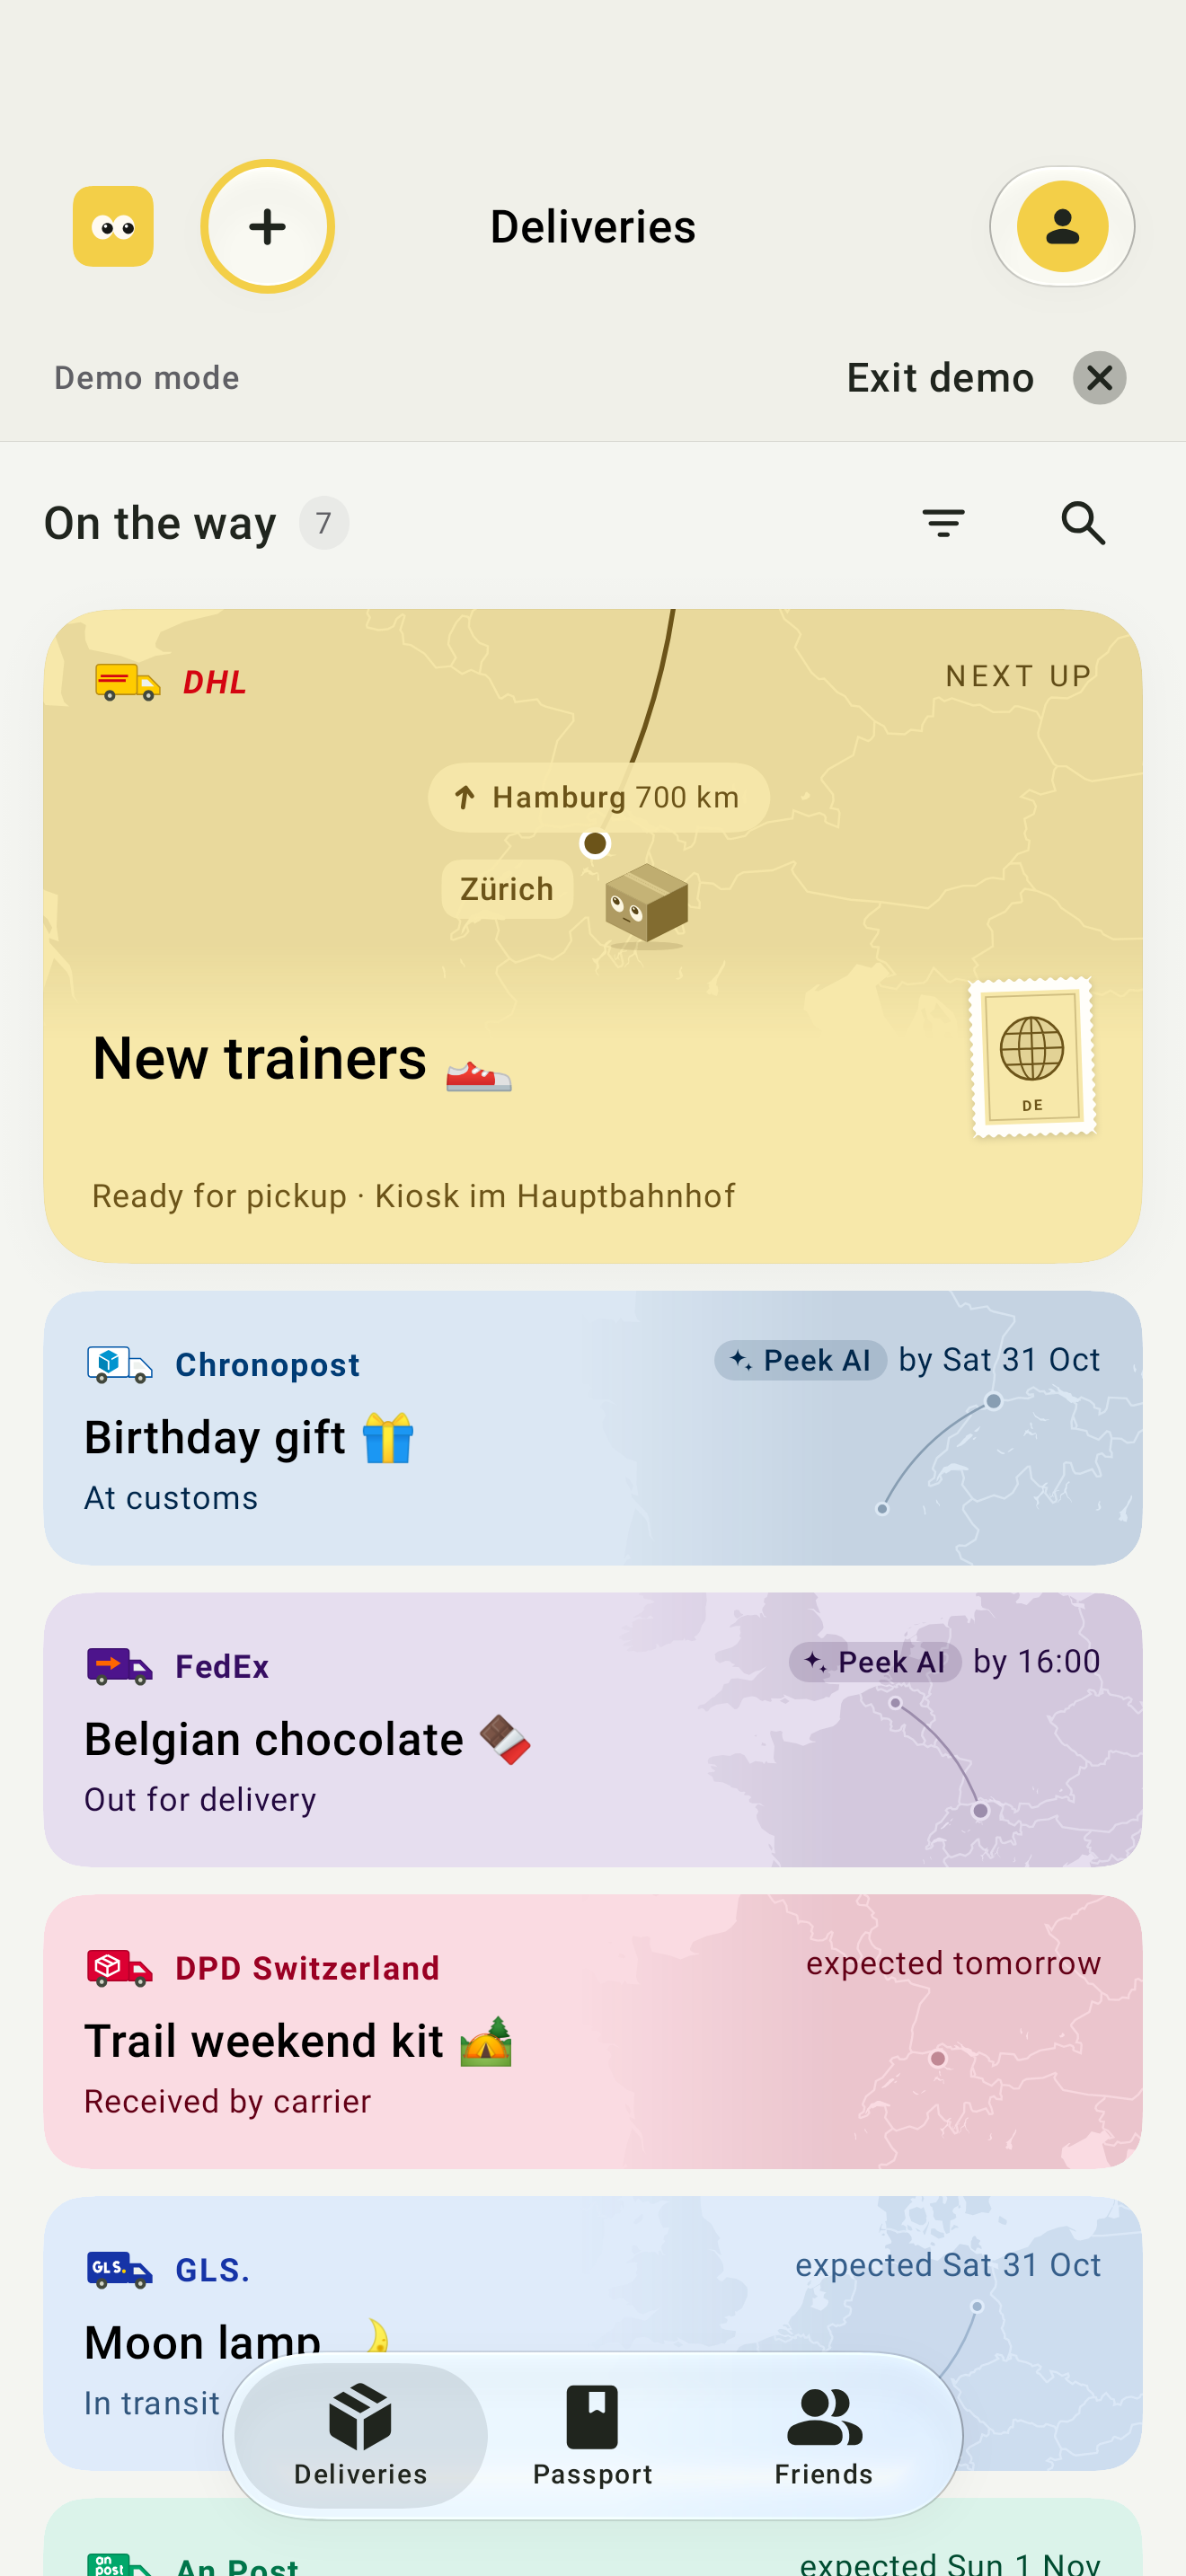 Deliveries
Demo mode
Exit demo
On the way 7
DHL
NEXT UP
Hamburg 700 km
Zürich
New trainers
DE
Ready for pickup · Kiosk im Hauptbahnhof
Chronopost
Peek AI by Sat 31 Oct
Birthday gift
At customs
FedEx
Peek AI by 16:00
Belgian chocolate
Out for delivery
DPD Switzerland
expected tomorrow
Trail weekend kit
Received by carrier
GLS.
GLS.
expected Sat 31 Oct
Moon lamp
In transit
Deliveries
Passport
Friends
an post
An Post
expected Sun 1 Nov